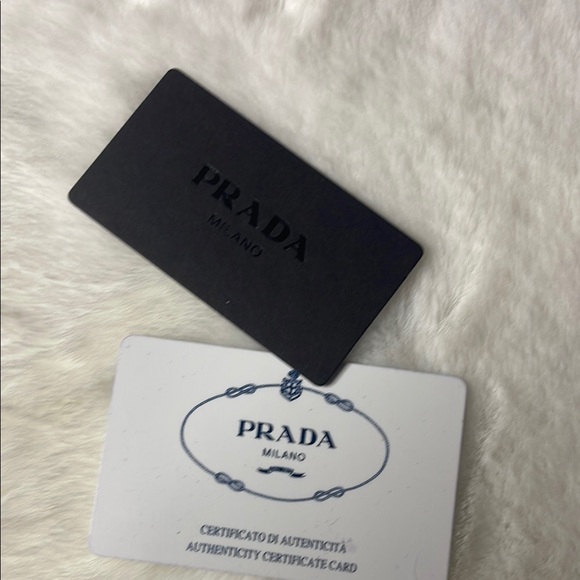 PRADA
MILANO
PRADA
MILANO
CERTIFICATO DI AUTENTICITÀ
AUTHENTICITY CERTIFICATE CARD